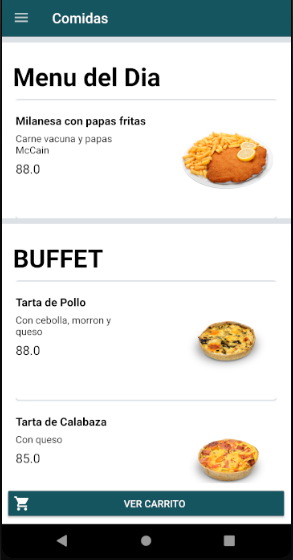 Comidas
Menu del Dia
Milanesa con papas fritas
Carne vacuna y papas
McCain
88.0
BUFFET
Tarta de Pollo
Con cebolla, morron y
queso
88.0
Tarta de Calabaza
Con queso
85.0
VER CARRITO